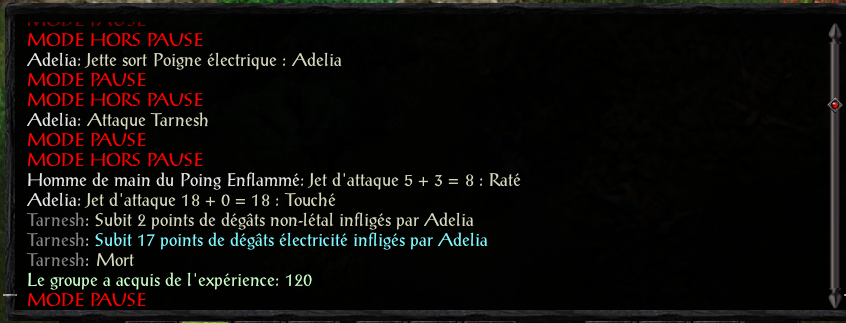 MODE PAUSE
MODE HORS PAUSE
Adelia: Jette sort Poigne électrique : Adelia
MODE PAUSE
MODE HORS PAUSE
Adelia: Attaque Tarnesh
MODE PAUSE
MODE HORS PAUSE
Homme de main du Poing Enflammé: Jet d'attaque 5 + 3 = 8 : Raté
Adelia: Jet d'attaque 18 + 0 = 18 : Touché
Tarnesh: Subit 2 points de dégâts non-létal infligés par Adelia
Tarnesh: Subit 17 points de dégâts électricité infligés par Adelia
Tarnesh: Mort
Le groupe a acquis de l'expérience: 120
MODE PAUSE